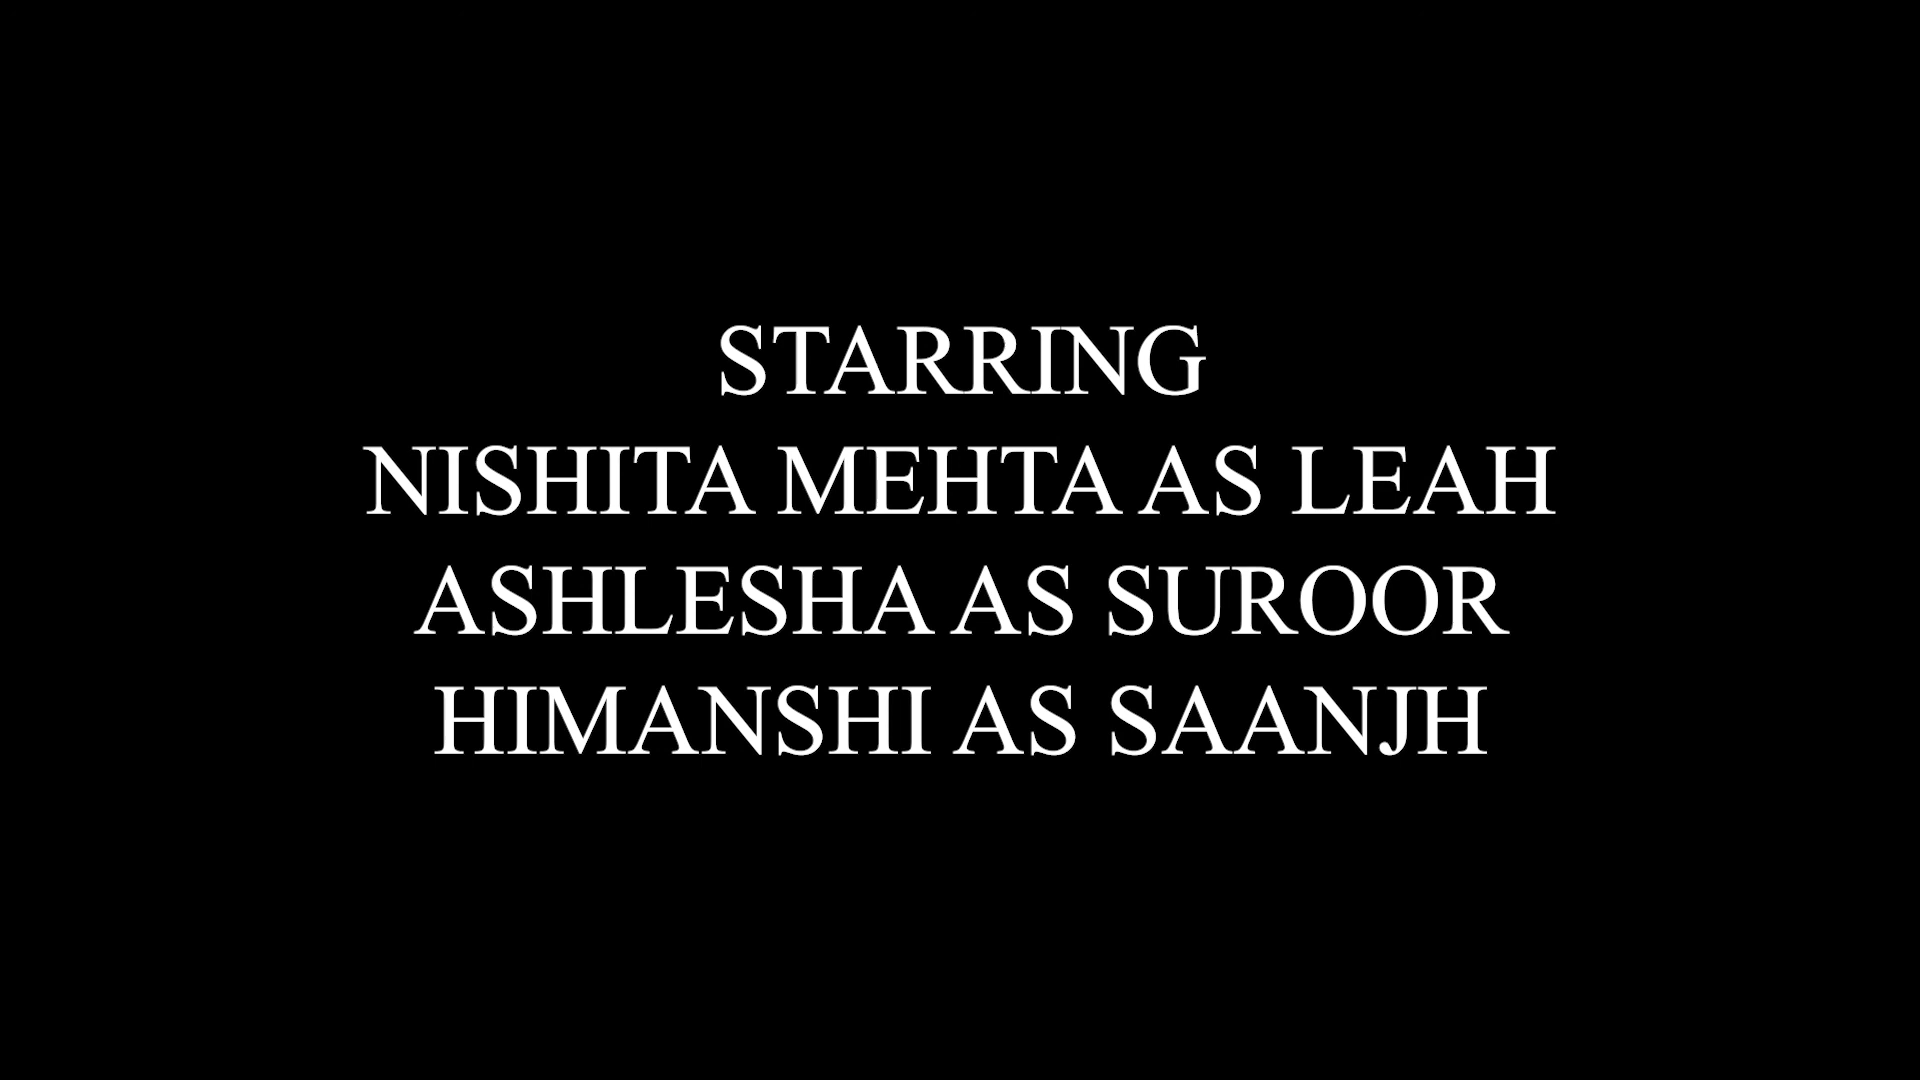 STARRING
NISHITA MEHTA AS LEAH
ASHLESHA AS SUROOR
HIMANSHI AS SAANJH